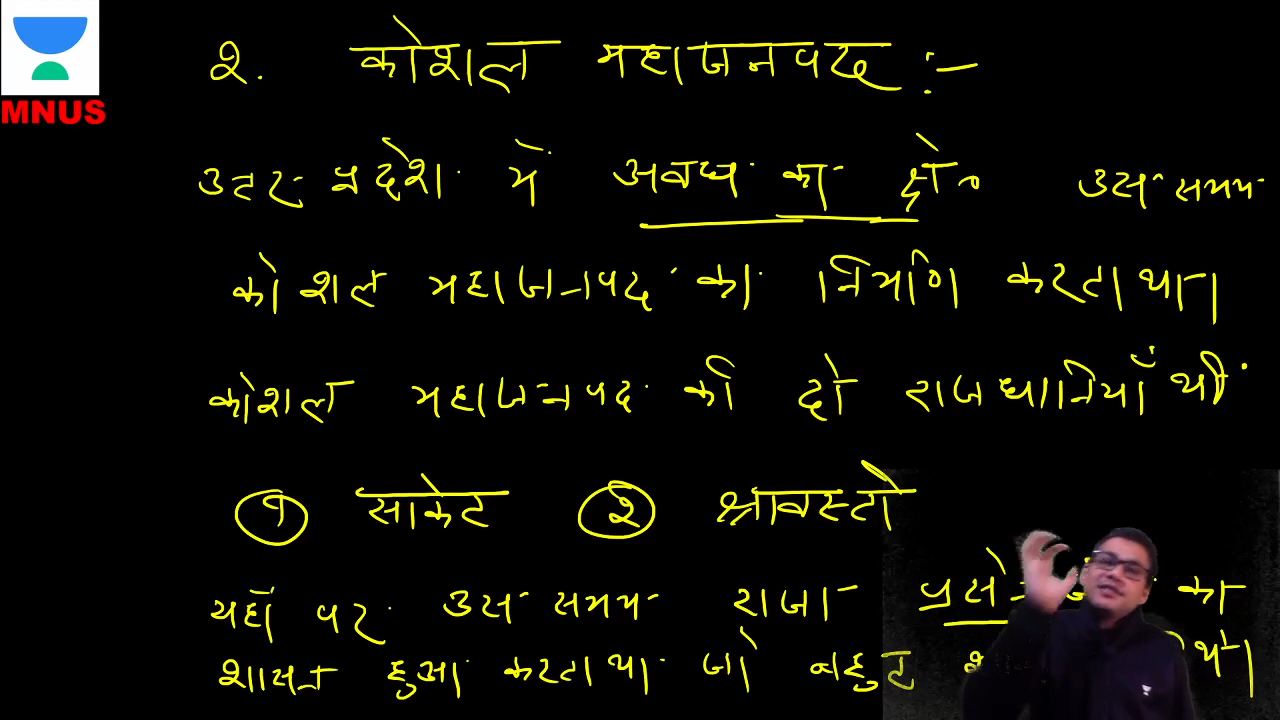 MNUS
२. कोशल महाजनपद :-
उत्तर प्रदेश में अवध का क्षेत्र उस समय
कोशल महाजनपद का निर्माण करता था।
कोशल महाजनपद की दो राजधानियाँ थीं
① साकेत ② श्रावस्ती
यहाँ पर उस समय राजा का
शासन हुआ करता था जो बहुत थे।